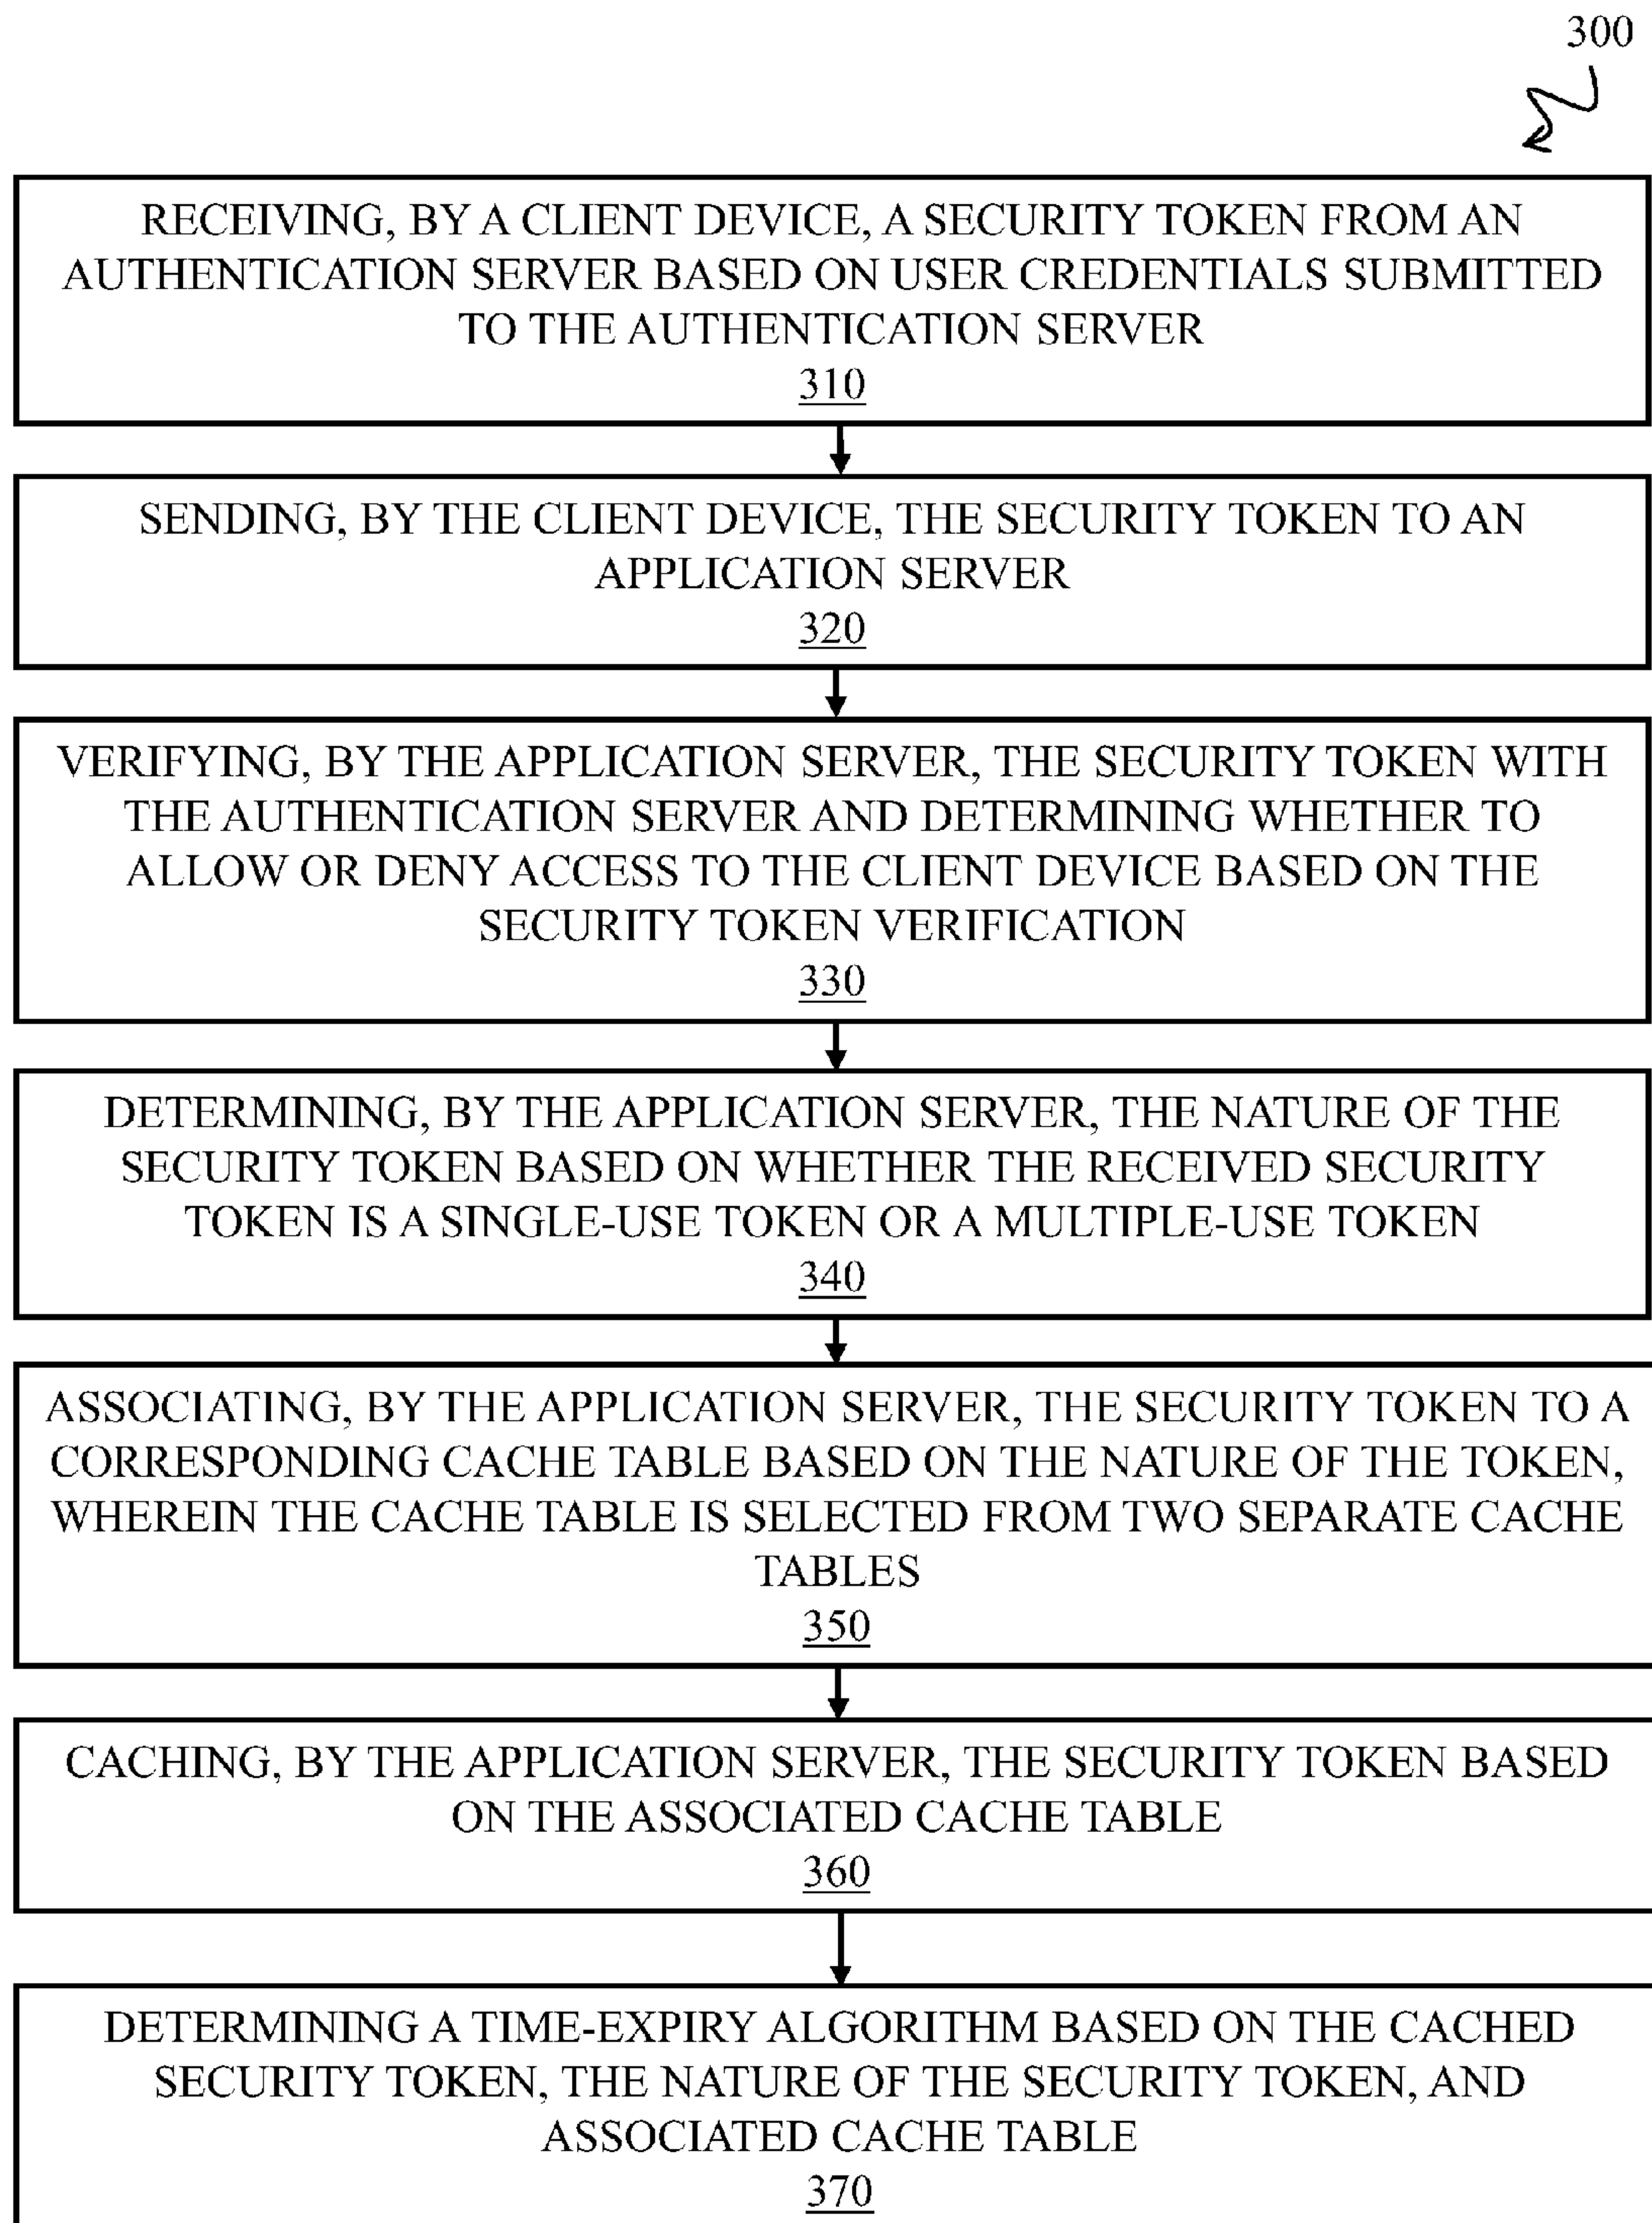 300
RECEIVING, BY A CLIENT DEVICE, A SECURITY TOKEN FROM AN
AUTHENTICATION SERVER BASED ON USER CREDENTIALS SUBMITTED
TO THE AUTHENTICATION SERVER
310
SENDING, BY THE CLIENT DEVICE, THE SECURITY TOKEN TO AN
APPLICATION SERVER
320
VERIFYING, BY THE APPLICATION SERVER, THE SECURITY TOKEN WITH
THE AUTHENTICATION SERVER AND DETERMINING WHETHER TO
ALLOW OR DENY ACCESS TO THE CLIENT DEVICE BASED ON THE
SECURITY TOKEN VERIFICATION
330
DETERMINING, BY THE APPLICATION SERVER, THE NATURE OF THE
SECURITY TOKEN BASED ON WHETHER THE RECEIVED SECURITY
TOKEN IS A SINGLE-USE TOKEN OR A MULTIPLE-USE TOKEN
340
ASSOCIATING, BY THE APPLICATION SERVER, THE SECURITY TOKEN TO A
CORRESPONDING CACHE TABLE BASED ON THE NATURE OF THE TOKEN,
WHEREIN THE CACHE TABLE IS SELECTED FROM TWO SEPARATE CACHE
TABLES
350
CACHING, BY THE APPLICATION SERVER, THE SECURITY TOKEN BASED
ON THE ASSOCIATED CACHE TABLE
360
DETERMINING A TIME-EXPIRY ALGORITHM BASED ON THE CACHED
SECURITY TOKEN, THE NATURE OF THE SECURITY TOKEN, AND
ASSOCIATED CACHE TABLE
370